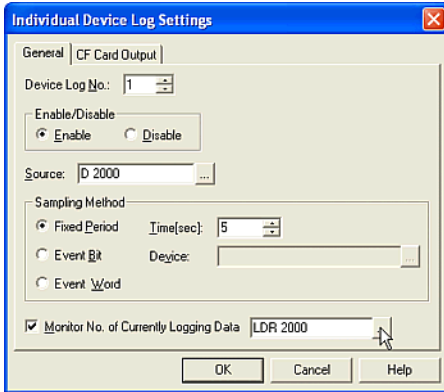 Individual Device Log Settings
General CF Card Output
Device Log No.: 1
Enable/Disable
Enable Disable
Source: D 2000 ...
Sampling Method
Fixed Period Time[sec]: 5
Event Bit Device: ...
Event Word
Monitor No. of Currently Logging Data LDR 2000
OK Cancel Help